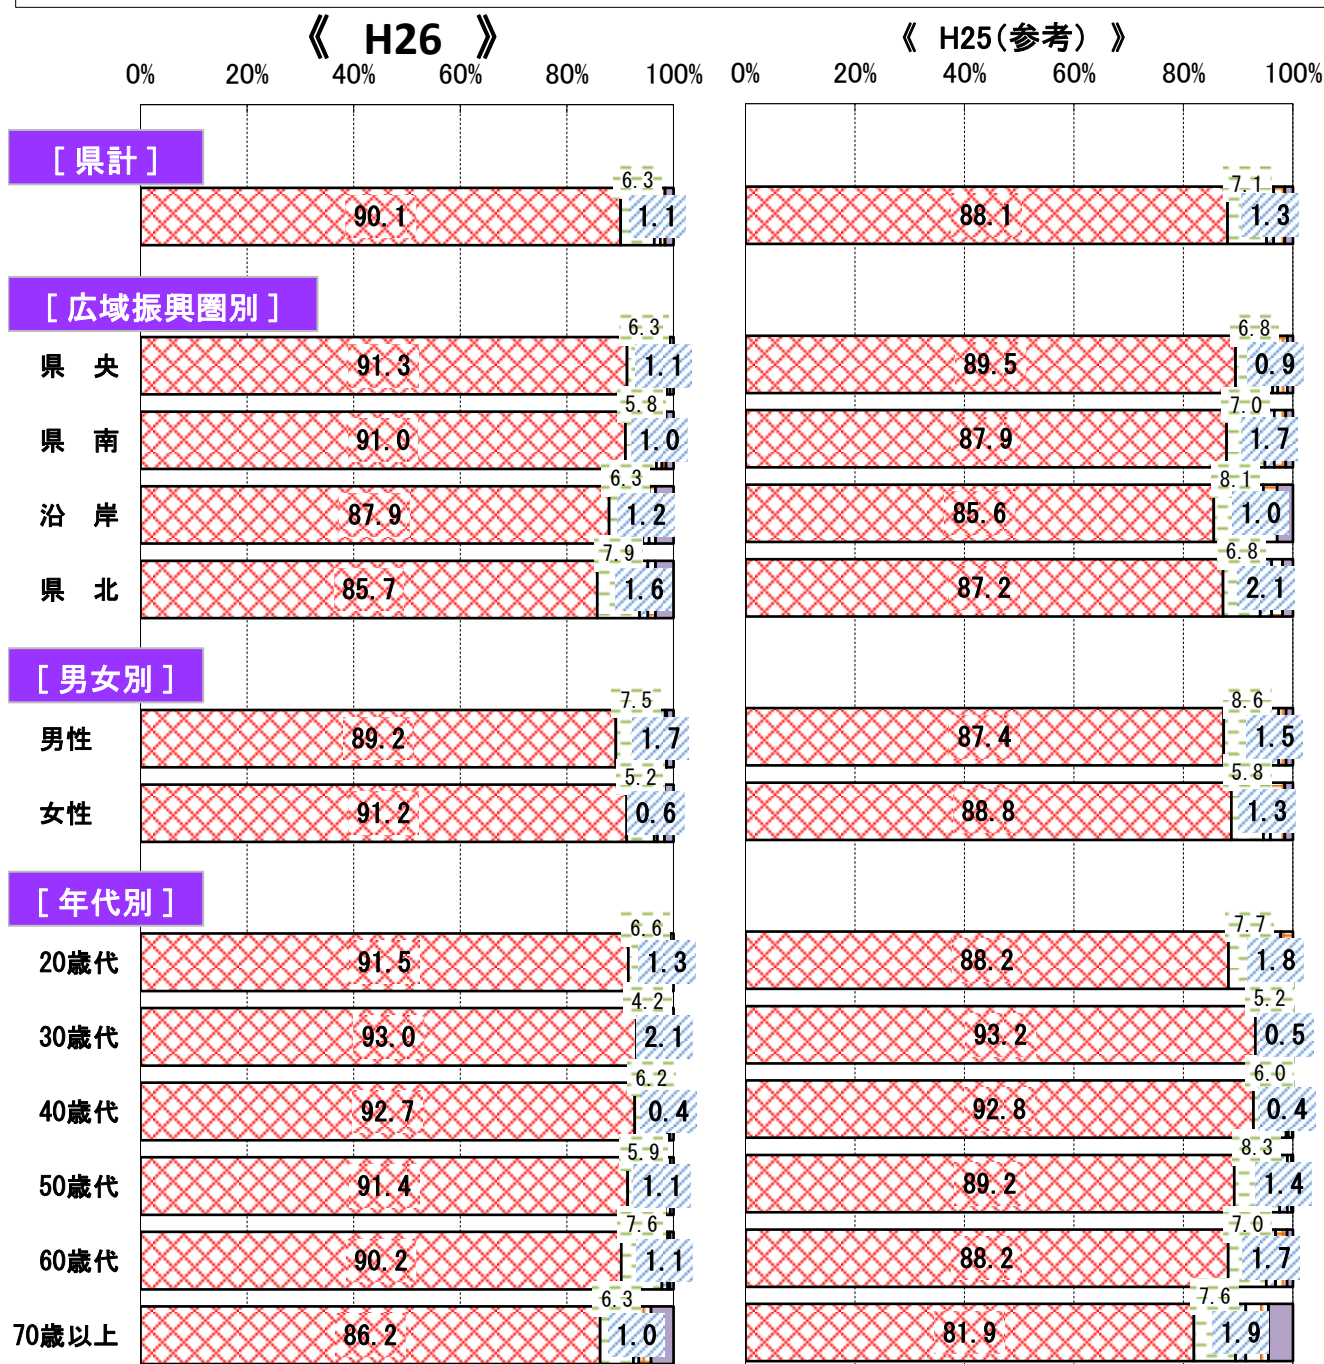 《 H26 》 《 H25(参考) 》
0% 20% 40% 60% 80% 100% 0% 20% 40% 60% 80% 100%
[ 県計 ]
6.3 7.1
90.1 1.1 88.1 1.3
[ 広域振興圏別 ]
6.3 6.8
県 央 91.3 1.1 89.5 0.9
5.8 7.0
県 南 91.0 1.0 87.9 1.7
6.3 8.1
沿 岸 87.9 1.2 85.6 1.0
7.9 6.8
県 北 85.7 1.6 87.2 2.1
[ 男女別 ]
7.5 8.6
男性 89.2 1.7 87.4 1.5
5.2 5.8
女性 91.2 0.6 88.8 1.3
[ 年代別 ]
6.6 7.7
20歳代 91.5 1.3 88.2 1.8
4.2 5.2
30歳代 93.0 2.1 93.2 0.5
6.2 6.0
40歳代 92.7 0.4 92.8 0.4
5.9 8.3
50歳代 91.4 1.1 89.2 1.4
7.6 7.0
60歳代 90.2 1.1 88.2 1.7
6.3 7.6
70歳以上 86.2 1.0 81.9 1.9